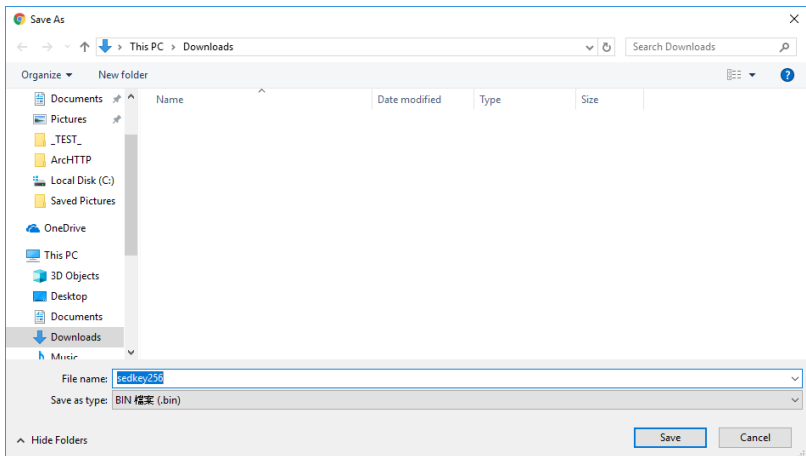 Save As
This PC > Downloads
Search Downloads
Organize
New folder
Name
Date modified
Type
Size
Documents
Pictures
_TEST_
ArcHTTP
Local Disk (C:)
Saved Pictures
OneDrive
This PC
3D Objects
Desktop
Documents
Downloads
Music
File name: sedkey256
Save as type: BIN 檔案 (.bin)
Hide Folders
Save
Cancel